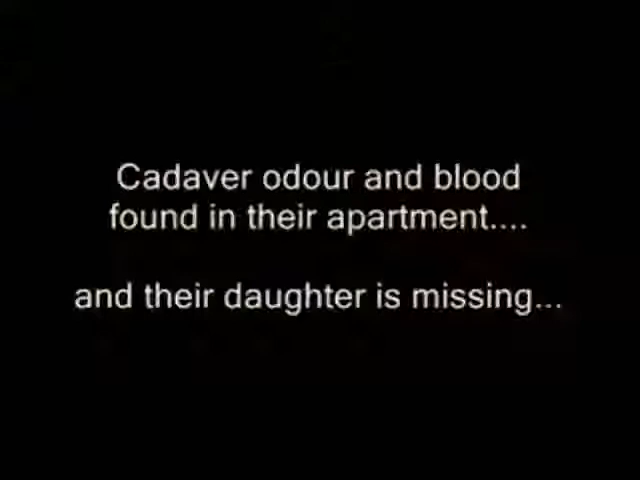 Cadaver odour and blood
found in their apartment....
and their daughter is missing...